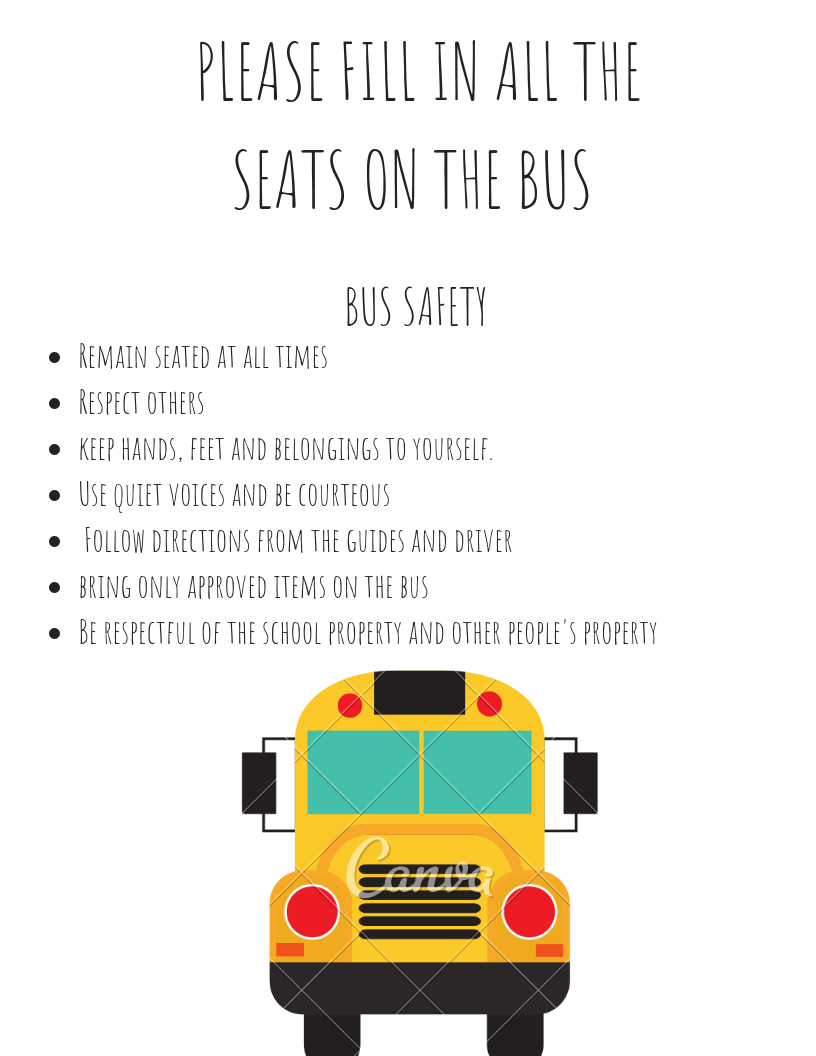 PLEASE FILL IN ALL THE
SEATS ON THE BUS
BUS SAFETY
• Remain seated at all times
• Respect others
• keep hands, feet and belongings to yourself.
• Use quiet voices and be courteous
• Follow directions from the guides and driver
• bring only approved items on the bus
• Be respectful of the school property and other people's property
Canva